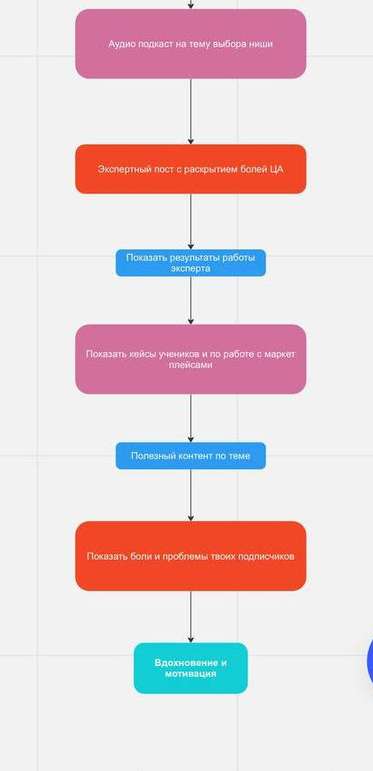 Аудио подкаст на тему выбора ниши
Экспертный пост с раскрытием болей ЦА
Показать результаты работы
эксперта
Показать кейсы учеников и по работе с маркет
плейсами
Полезный контент по теме
Показать боли и проблемы твоих подписчиков
Вдохновение и
мотивация